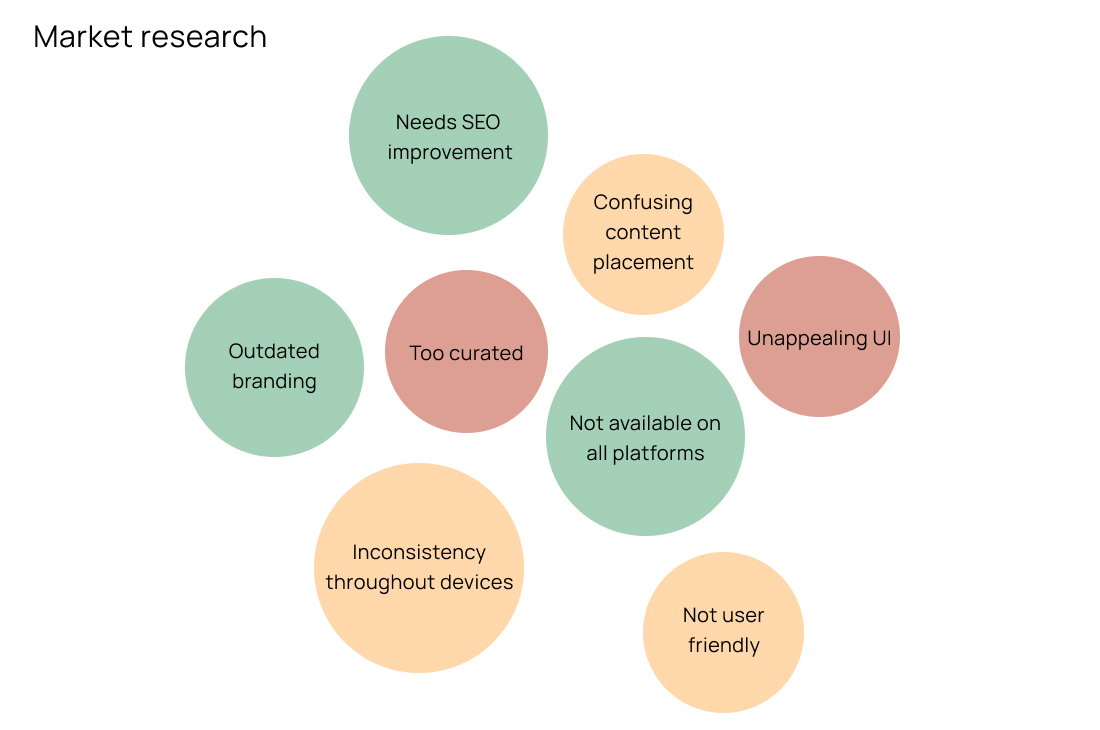 Market research
Needs SEO
improvement
Confusing
content
placement
Outdated
branding
Too curated
Unappealing UI
Not available on
all platforms
Inconsistency
throughout devices
Not user
friendly